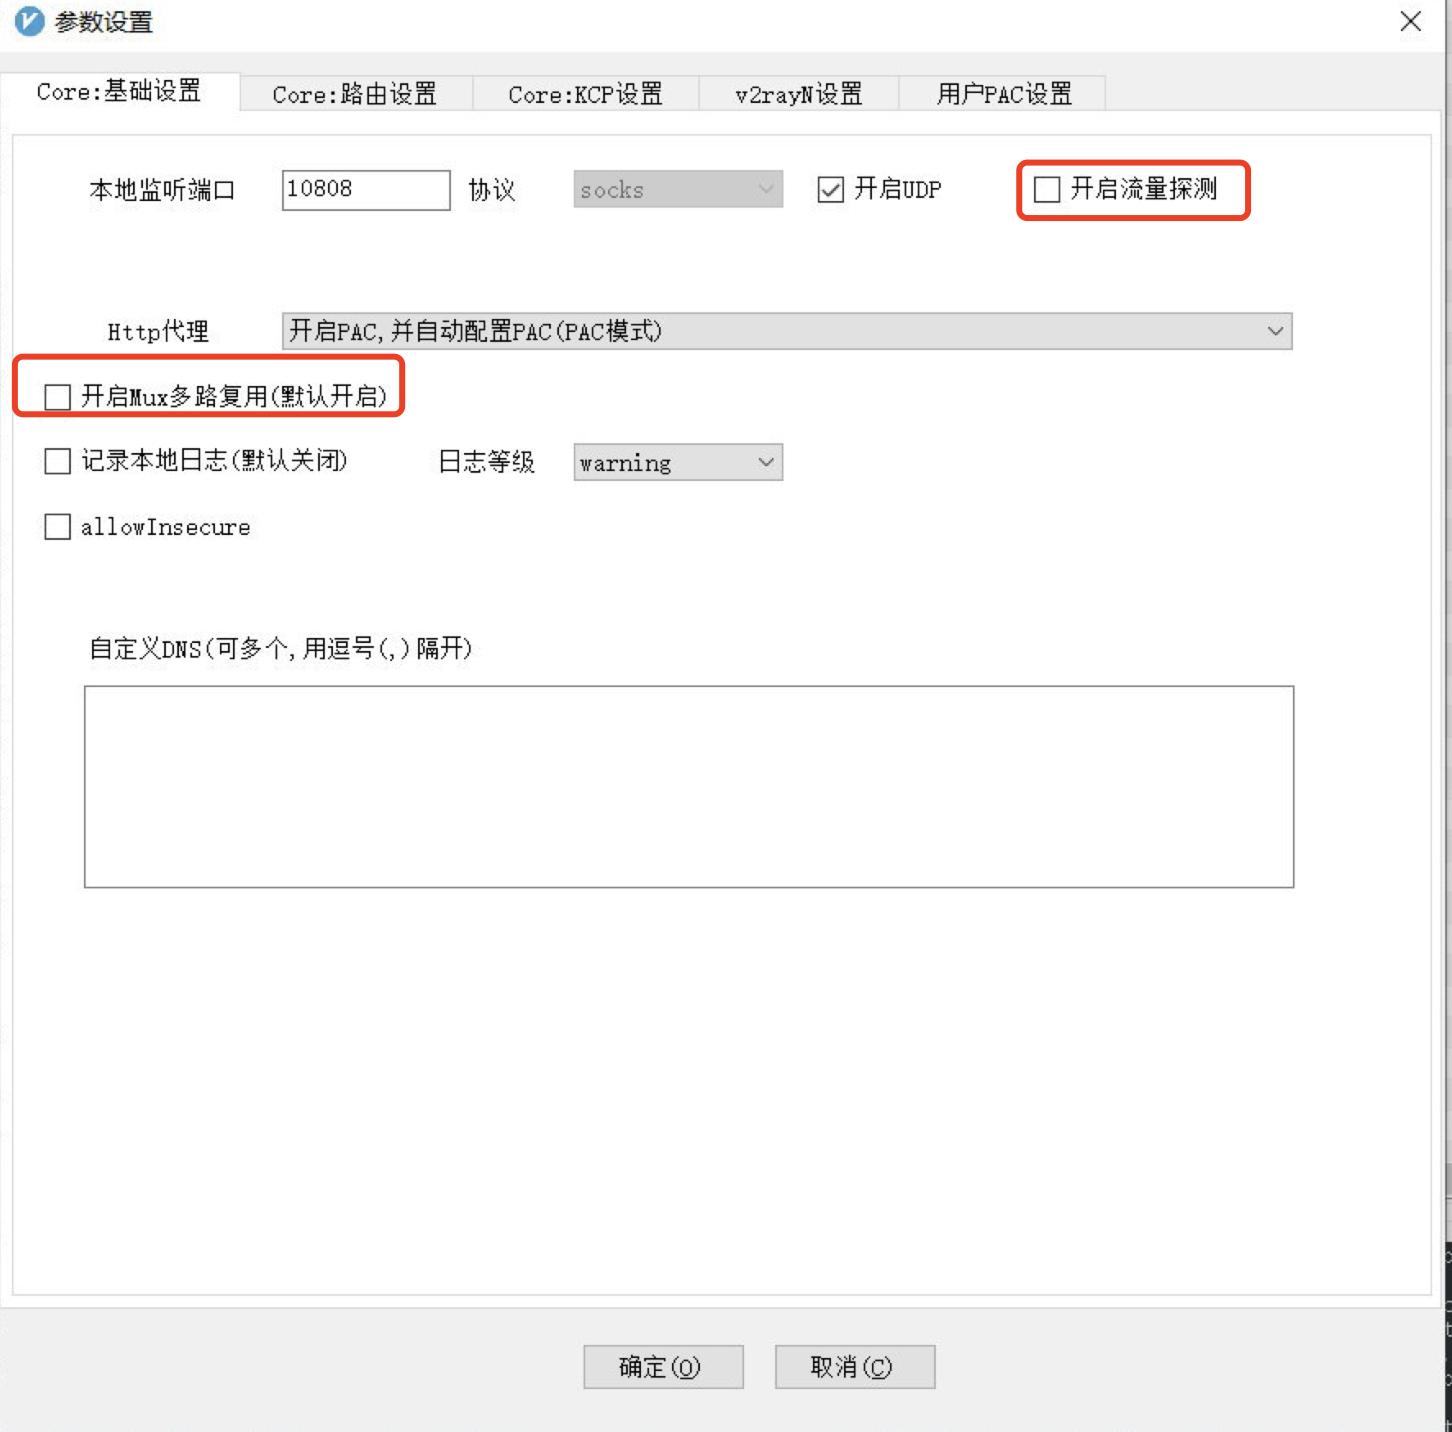 参数设置
Core:基础设置 Core:路由设置 Core:KCP设置 v2rayN设置 用户PAC设置
本地监听端口 10808 协议 socks 开启UDP 开启流量探测
Http代理 开启PAC,并自动配置PAC(PAC模式)
开启Mux多路复用(默认开启)
记录本地日志(默认关闭) 日志等级 warning
allowInsecure
自定义DNS(可多个,用逗号(,)隔开)
确定(O) 取消(C)